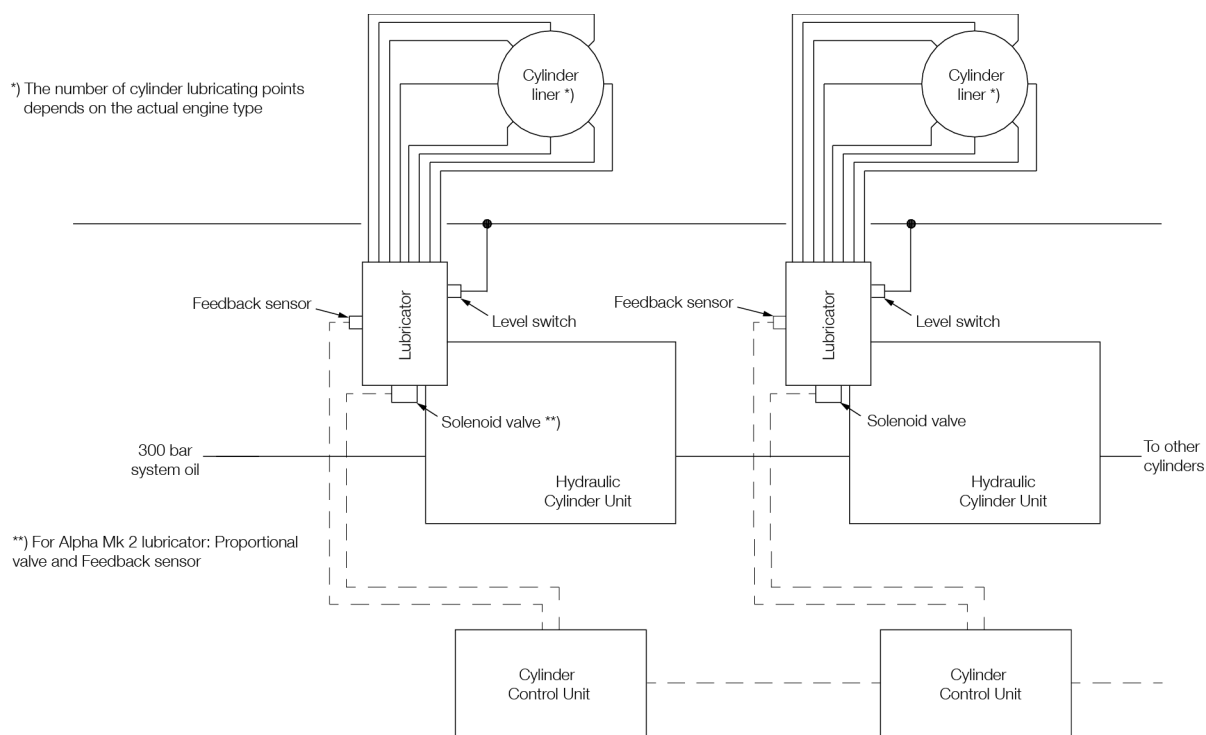 Cylinder
liner *)
Cylinder
liner *)
*) The number of cylinder lubricating points
depends on the actual engine type
Feedback sensor
Lubricator
Level switch
Feedback sensor
Lubricator
Level switch
Solenoid valve **)
Solenoid valve
300 bar
system oil
Hydraulic
Cylinder Unit
Hydraulic
Cylinder Unit
To other
cylinders
**) For Alpha Mk 2 lubricator: Proportional
valve and Feedback sensor
Cylinder
Control Unit
Cylinder
Control Unit